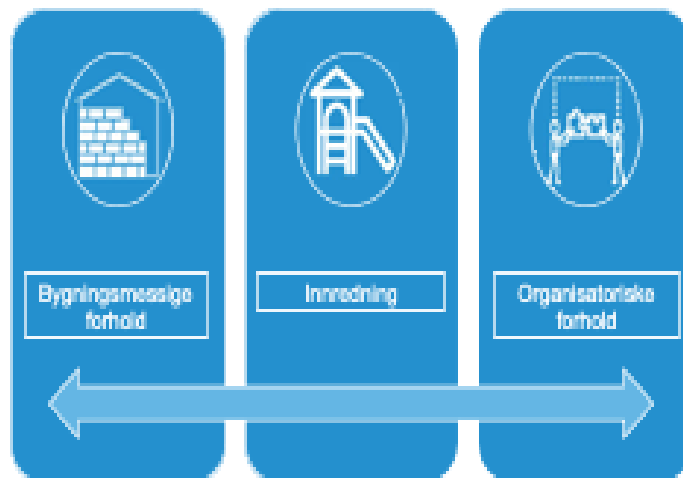 Bygningsmessige
forhold
Innredning
Organisatoriske
forhold